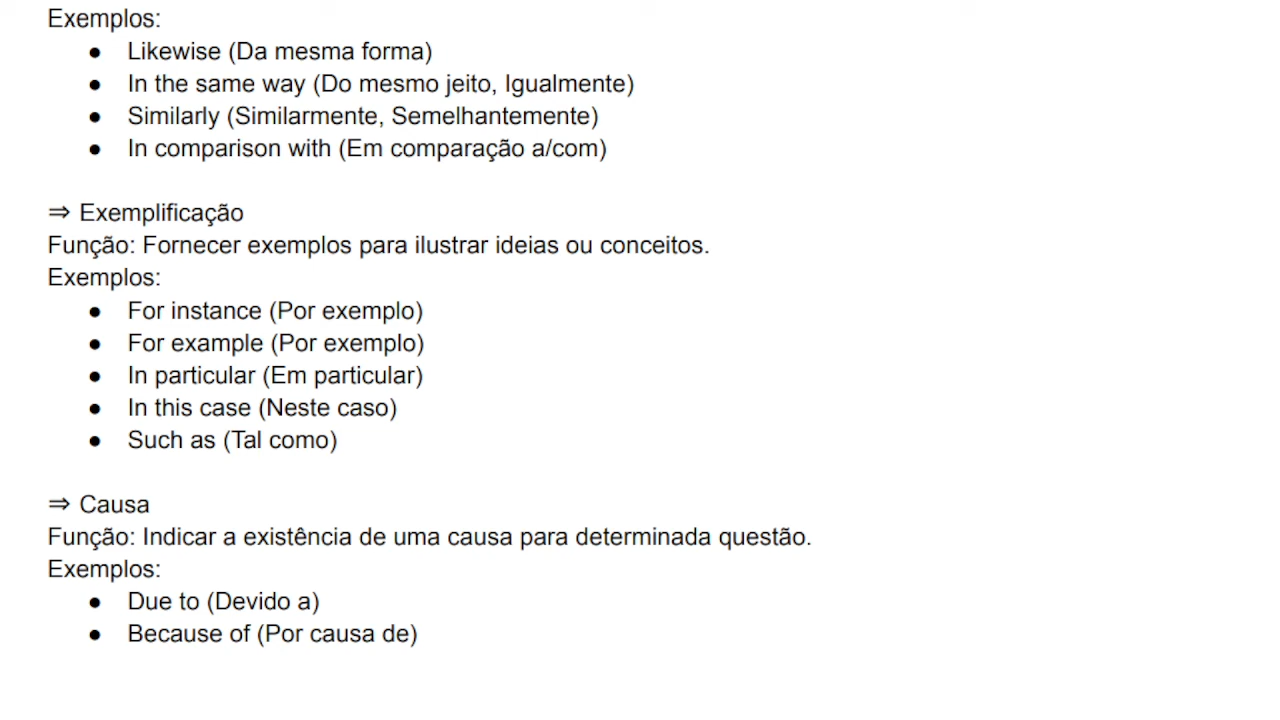 Exemplos:
● Likewise (Da mesma forma)
● In the same way (Do mesmo jeito, Igualmente)
● Similarly (Similarmente, Semelhantemente)
● In comparison with (Em comparação a/com)
⇒ Exemplificação
Função: Fornecer exemplos para ilustrar ideias ou conceitos.
Exemplos:
● For instance (Por exemplo)
● For example (Por exemplo)
● In particular (Em particular)
● In this case (Neste caso)
● Such as (Tal como)
⇒ Causa
Função: Indicar a existência de uma causa para determinada questão.
Exemplos:
● Due to (Devido a)
● Because of (Por causa de)